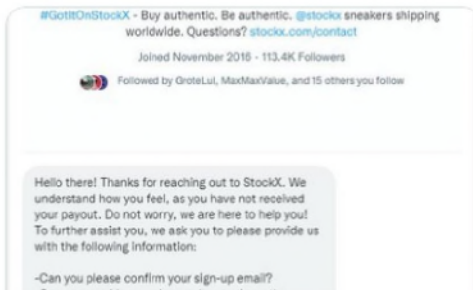 #GotItOnStockX - Buy authentic. Be authentic. @stockx sneakers shipping
worldwide. Questions? stockx.com/contact
Joined November 2015 - 113.4K Followers
Followed by GroteLul, MaxMaxValue, and 15 others you follow
Hello there! Thanks for reaching out to StockX. We
understand how you feel, as you have not received
your payout. Do not worry, we are here to help you!
To further assist you, we ask you to please provide us
with the following information:
-Can you please confirm your sign-up email?